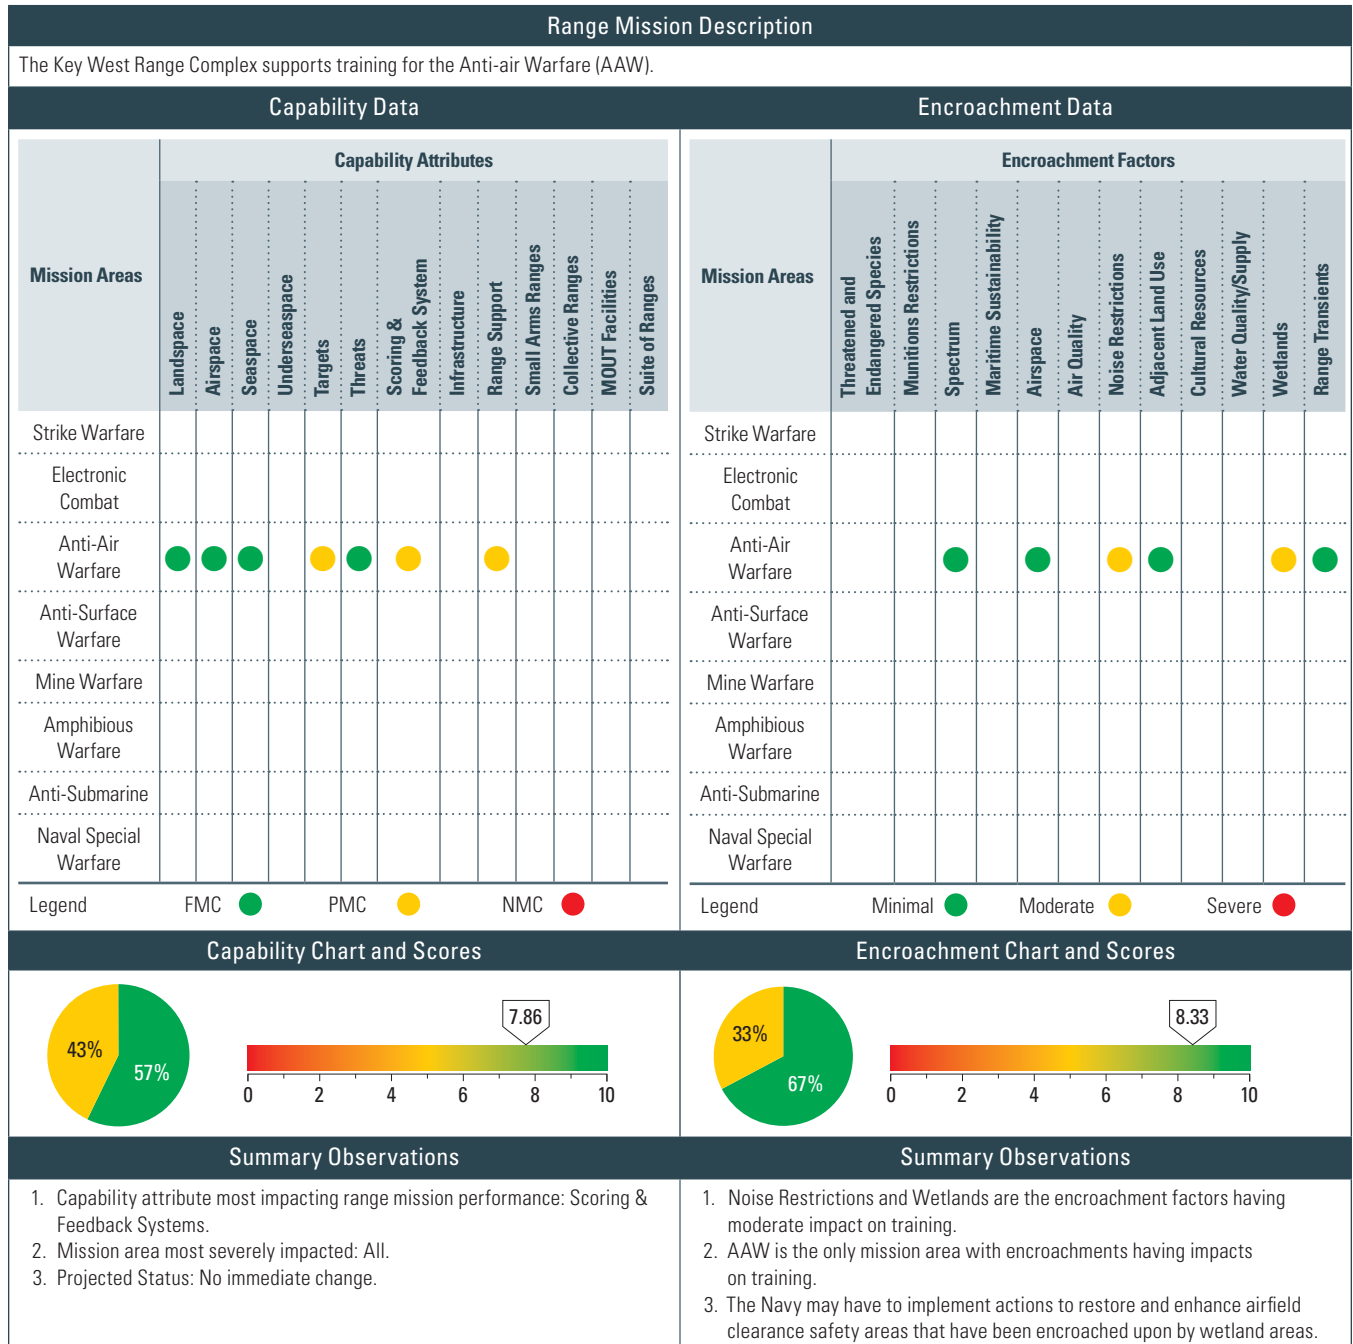 Range Mission Description
The Key West Range Complex supports training for the Anti-air Warfare (AAW).
Capability Data
Mission Areas
Capability Attributes
Landspace
Airspace
Seaspace
Underseaspace
Targets
Threats
Scoring &
Feedback System
Infrastructure
Range Support
Small Arms Ranges
Collective Ranges
MOUT Facilities
Suite of Ranges
Strike Warfare
Electronic
Combat
Anti-Air
Warfare
Anti-Surface
Warfare
Mine Warfare
Amphibious
Warfare
Anti-Submarine
Naval Special
Warfare
Legend FMC PMC NMC
Encroachment Data
Mission Areas
Encroachment Factors
Threatened and
Endangered Species
Munitions Restrictions
Spectrum
Maritime Sustainability
Airspace
Air Quality
Noise Restrictions
Adjacent Land Use
Cultural Resources
Water Quality/Supply
Wetlands
Range Transients
Strike Warfare
Electronic
Combat
Anti-Air
Warfare
Anti-Surface
Warfare
Mine Warfare
Amphibious
Warfare
Anti-Submarine
Naval Special
Warfare
Legend Minimal Moderate Severe
Capability Chart and Scores
43%
57%
7.86
0 2 4 6 8 10
Encroachment Chart and Scores
33%
67%
8.33
0 2 4 6 8 10
Summary Observations
1. Capability attribute most impacting range mission performance: Scoring &
Feedback Systems.
2. Mission area most severely impacted: All.
3. Projected Status: No immediate change.
Summary Observations
1. Noise Restrictions and Wetlands are the encroachment factors having
moderate impact on training.
2. AAW is the only mission area with encroachments having impacts
on training.
3. The Navy may have to implement actions to restore and enhance airfield
clearance safety areas that have been encroached upon by wetland areas.